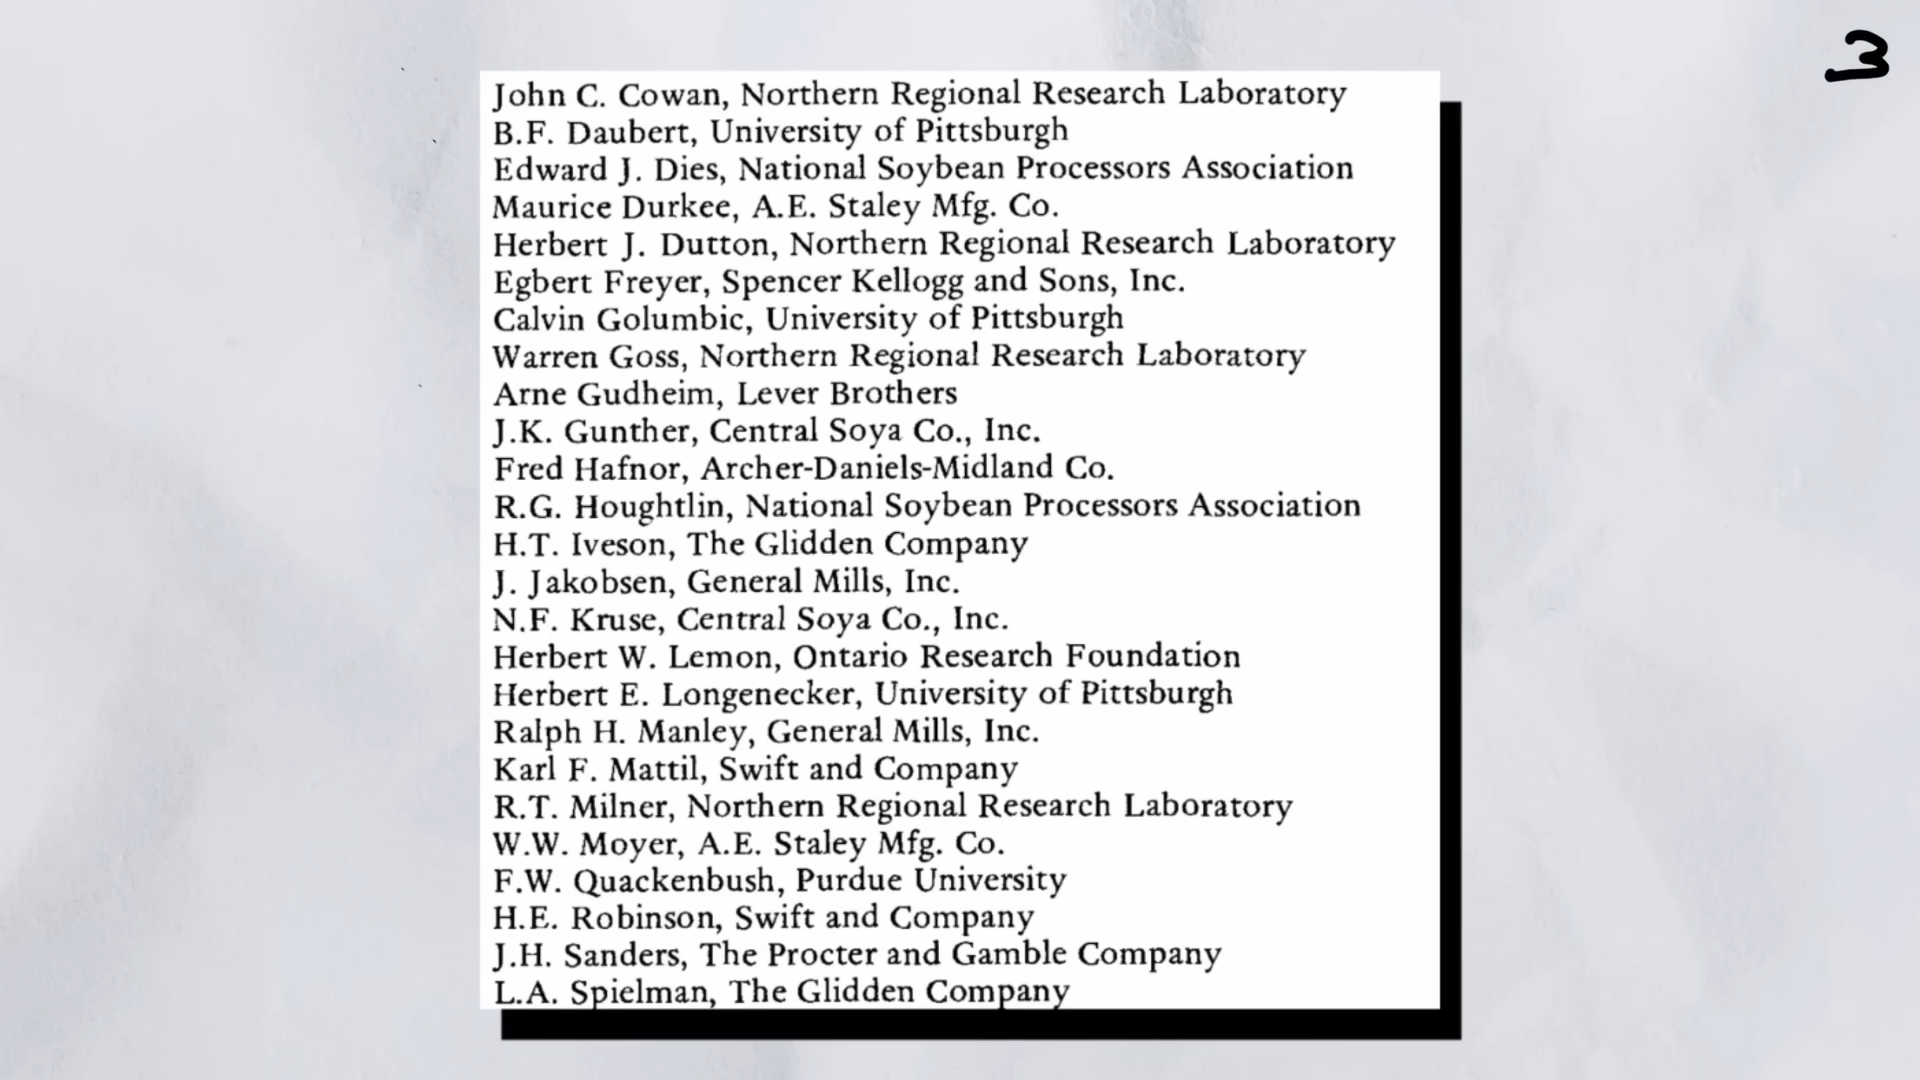 3
John C. Cowan, Northern Regional Research Laboratory
B.F. Daubert, University of Pittsburgh
Edward J. Dies, National Soybean Processors Association
Maurice Durkee, A.E. Staley Mfg. Co.
Herbert J. Dutton, Northern Regional Research Laboratory
Egbert Freyer, Spencer Kellogg and Sons, Inc.
Calvin Golumbic, University of Pittsburgh
Warren Goss, Northern Regional Research Laboratory
Arne Gudheim, Lever Brothers
J.K. Gunther, Central Soya Co., Inc.
Fred Hafnor, Archer-Daniels-Midland Co.
R.G. Houghtlin, National Soybean Processors Association
H.T. Iveson, The Glidden Company
J. Jakobsen, General Mills, Inc.
N.F. Kruse, Central Soya Co., Inc.
Herbert W. Lemon, Ontario Research Foundation
Herbert E. Longenecker, University of Pittsburgh
Ralph H. Manley, General Mills, Inc.
Karl F. Mattil, Swift and Company
R.T. Milner, Northern Regional Research Laboratory
W.W. Moyer, A.E. Staley Mfg. Co.
F.W. Quackenbush, Purdue University
H.E. Robinson, Swift and Company
J.H. Sanders, The Procter and Gamble Company
L.A. Spielman, The Glidden Company